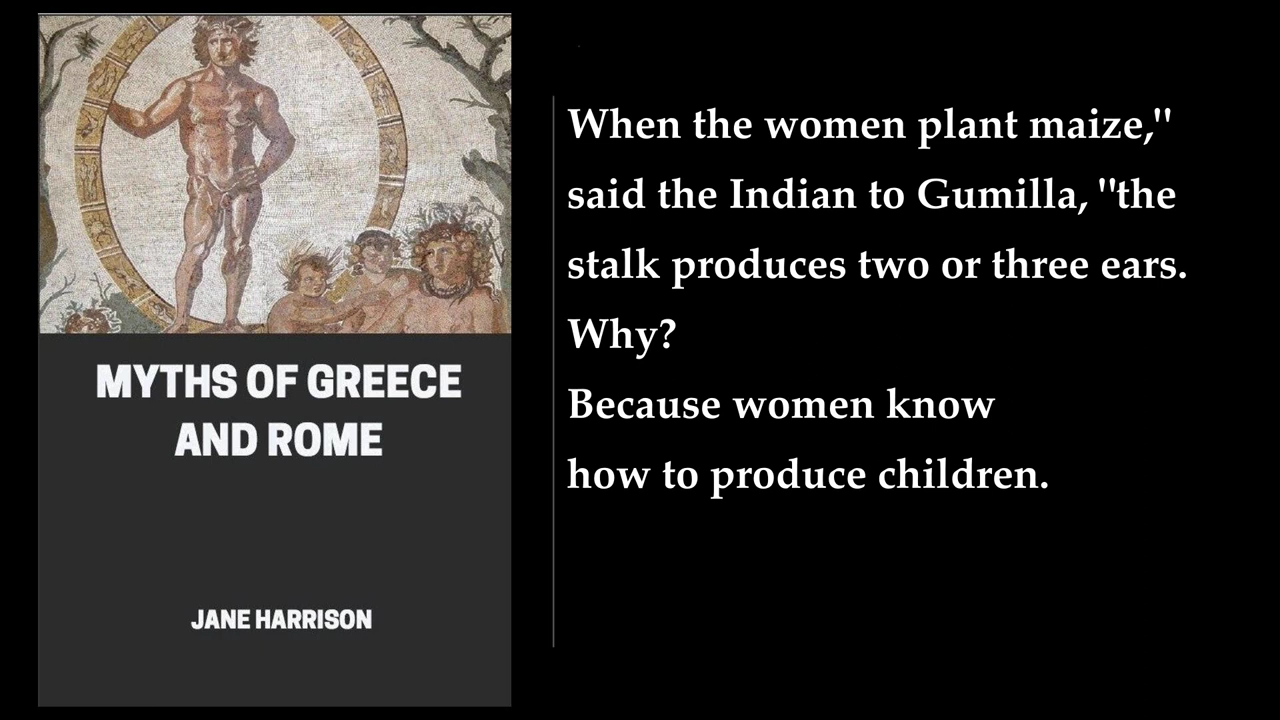 MYTHS OF GREECE
AND ROME
JANE HARRISON
When the women plant maize,"
said the Indian to Gumilla, "the
stalk produces two or three ears.
Why?
Because women know
how to produce children.